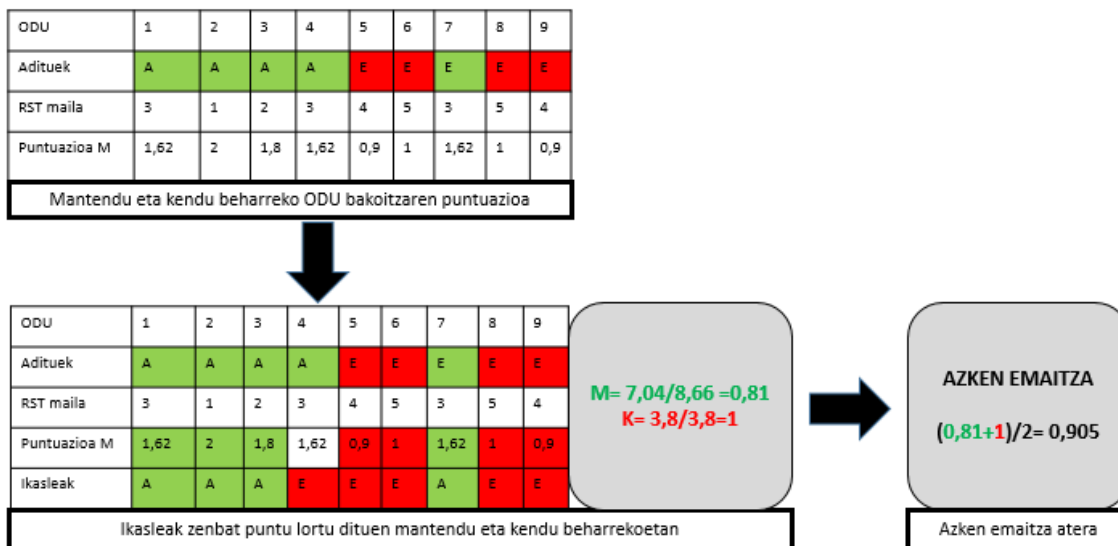 ODU 1 2 3 4 5 6 7 8 9
Adituek A A A A E E E E E
RST maila 3 1 2 3 4 5 3 5 4
Puntuazioa M 1,62 2 1,8 1,62 0,9 1 1,62 1 0,9
Mantendu eta kendu beharreko ODU bakoitzaren puntuazioa
ODU 1 2 3 4 5 6 7 8 9
Adituek A A A A E E E E E
RST maila 3 1 2 3 4 5 3 5 4
Puntuazioa M 1,62 2 1,8 1,62 0,9 1 1,62 1 0,9
Ikasleak A A A E E E A E E
M= 7,04/8,66 =0,81
K= 3,8/3,8=1
Ikasleak zenbat puntu lortu dituen mantendu eta kendu beharrekoetan
AZKEN EMAITZA
(0,81+1)/2= 0,905
Azken emaitza atera